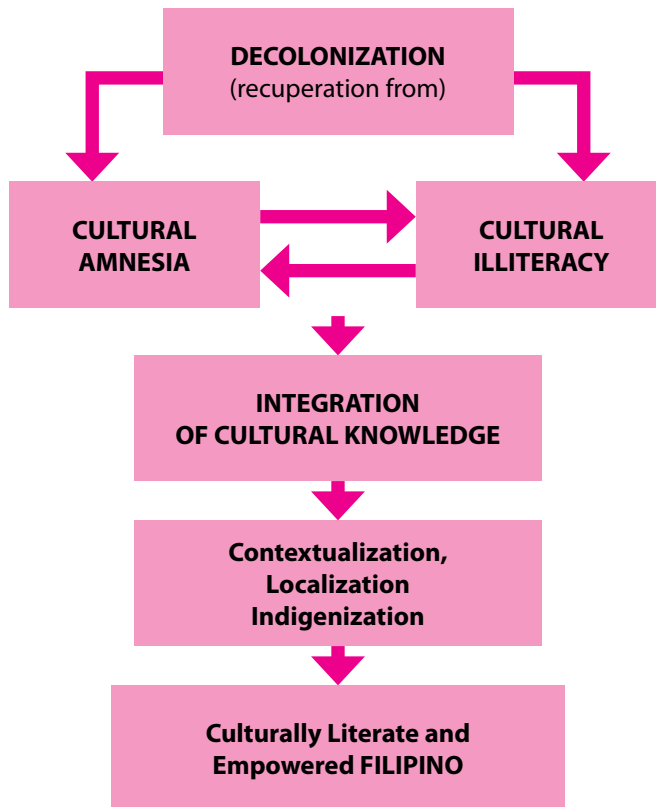 DECOLONIZATION
(recuperation from)
CULTURAL
AMNESIA
CULTURAL
ILLITERACY
INTEGRATION
OF CULTURAL KNOWLEDGE
Contextualization,
Localization
Indigenization
Culturally Literate and
Empowered FILIPINO